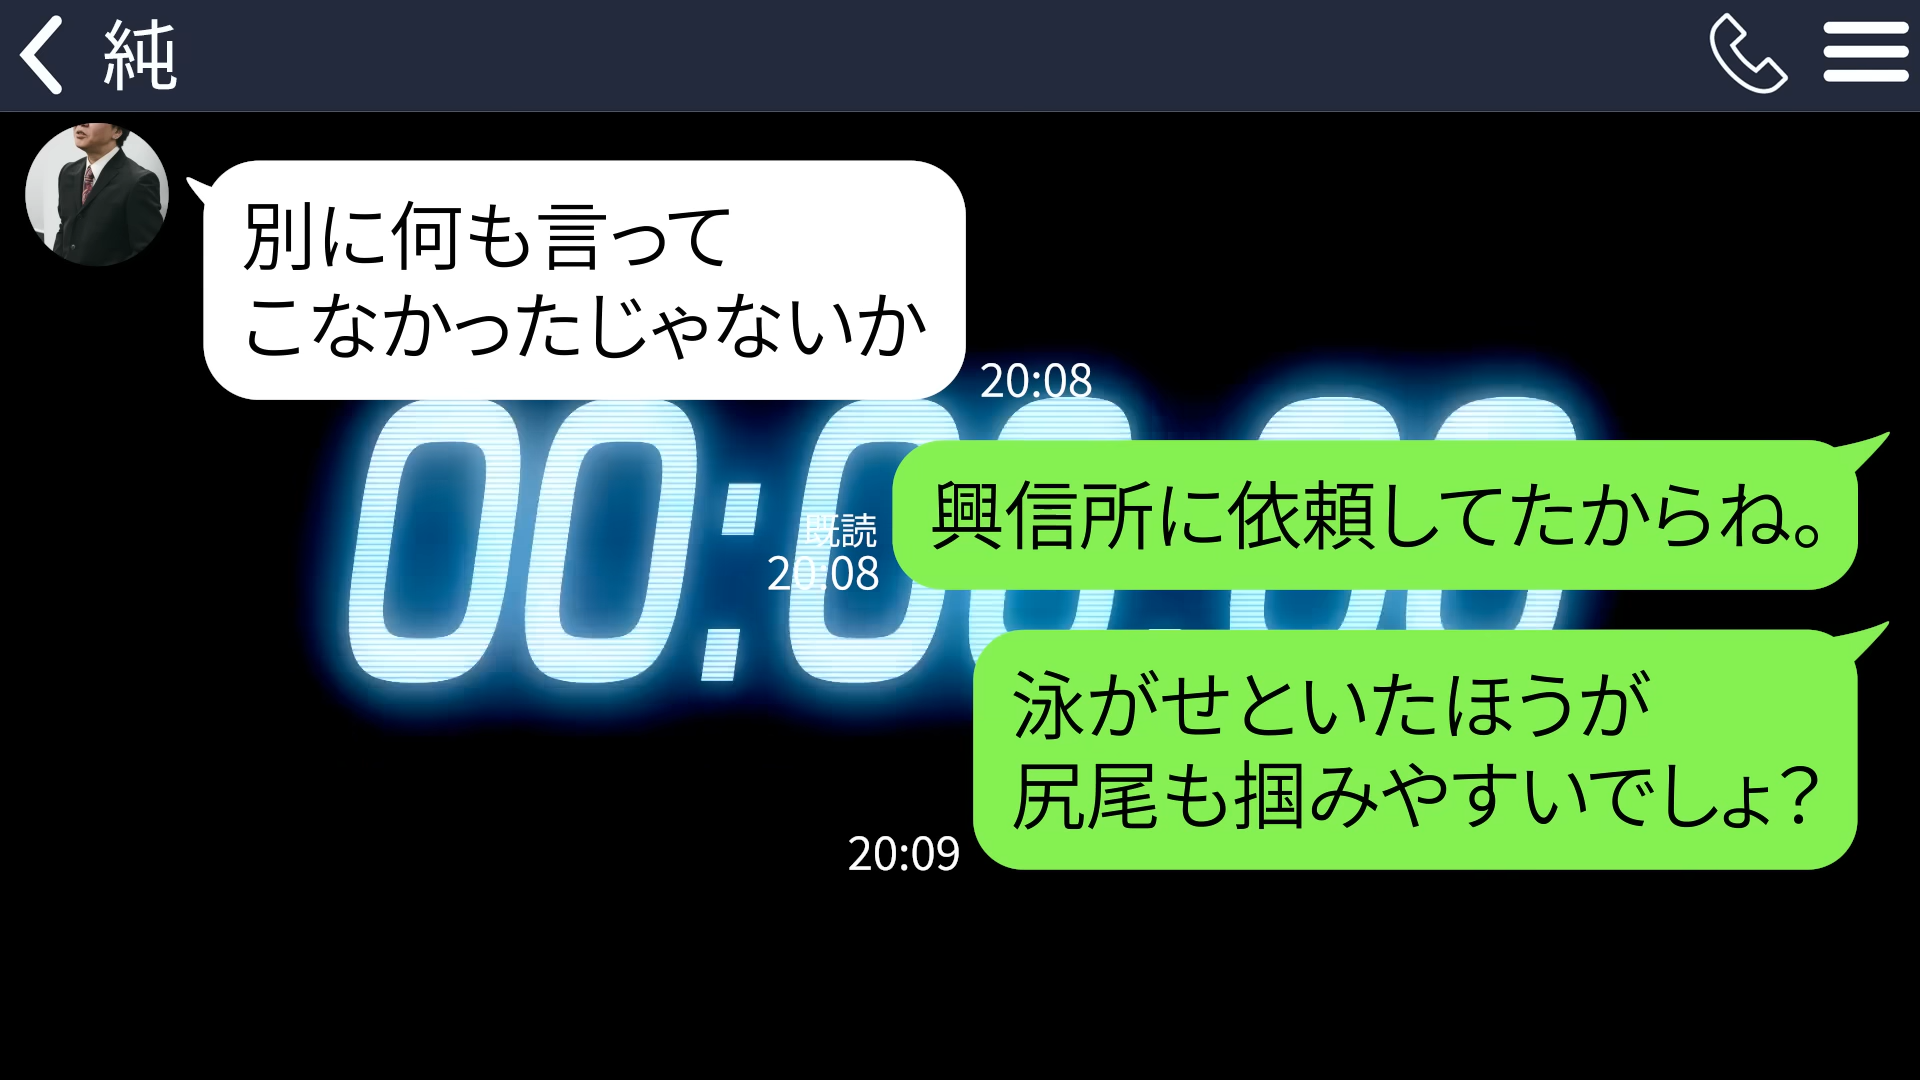 純
別に何も言って
こなかったじゃないか
20:08
興信所に依頼してたからね。
既読
20:08
泳がせといたほうが
尻尾も掴みやすいでしょ？
20:09